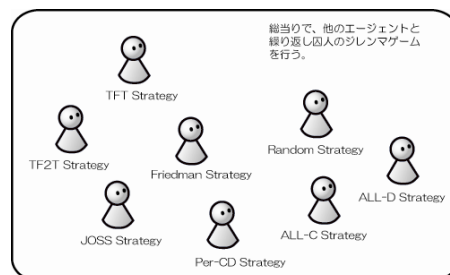 総当りで、他のエージェントと
繰り返し囚人のジレンマゲーム
を行う。
TFT Strategy
TF2T Strategy
Friedman Strategy
Random Strategy
ALL-D Strategy
JOSS Strategy
Per-CD Strategy
ALL-C Strategy